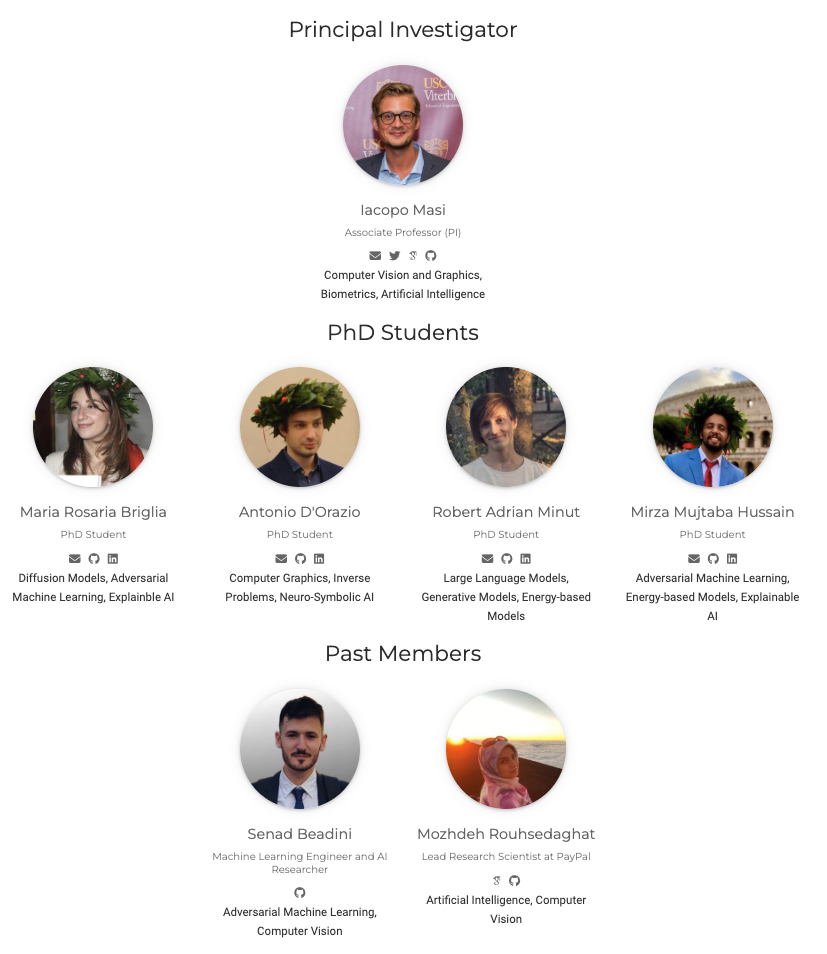 Principal Investigator
USC
Viterbi
Iacopo Masi
Associate Professor (PI)
Computer Vision and Graphics,
Biometrics, Artificial Intelligence
PhD Students
Maria Rosaria Briglia
PhD Student
Diffusion Models, Adversarial
Machine Learning, Explainble AI
Antonio D'Orazio
PhD Student
Computer Graphics, Inverse
Problems, Neuro-Symbolic AI
Robert Adrian Minut
PhD Student
Large Language Models,
Generative Models, Energy-based
Models
Mirza Mujtaba Hussain
PhD Student
Adversarial Machine Learning,
Energy-based Models, Explainable
AI
Past Members
Senad Beadini
Machine Learning Engineer and AI
Researcher
Adversarial Machine Learning,
Computer Vision
Mozhdeh Rouhsedaghat
Lead Research Scientist at PayPal
Artificial Intelligence, Computer
Vision